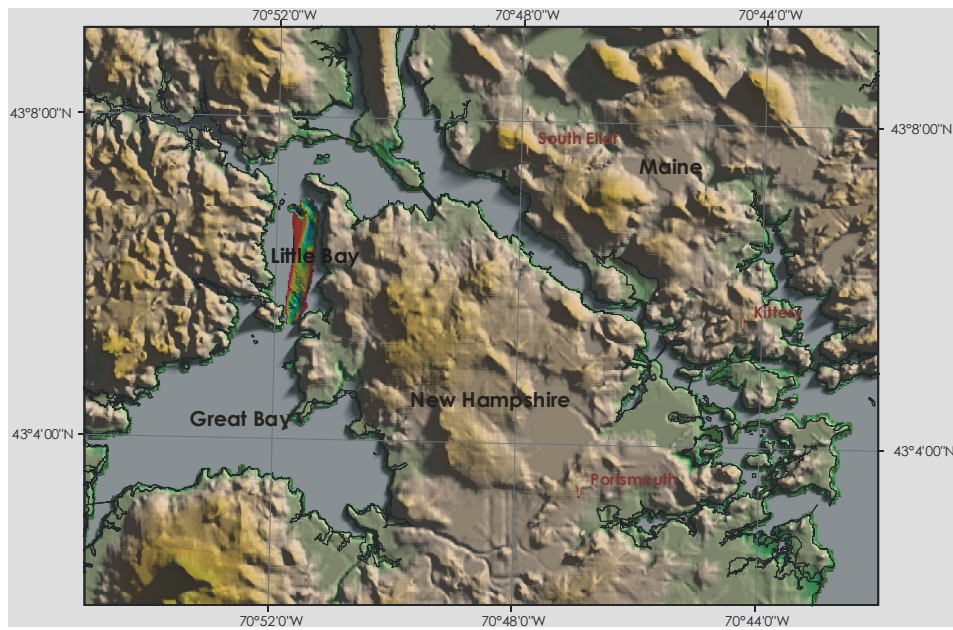 70°52'0"W
70°48'0"W
70°44'0"W
43°8'00"N
43°8'00"N
South Eliot
Maine
Little Bay
Kittery
!
New Hampshire
Great Bay
43°4'00"N
43°4'00"N
Portsmouth
!
70°52'0"W
70°48'0"W
70°44'0"W